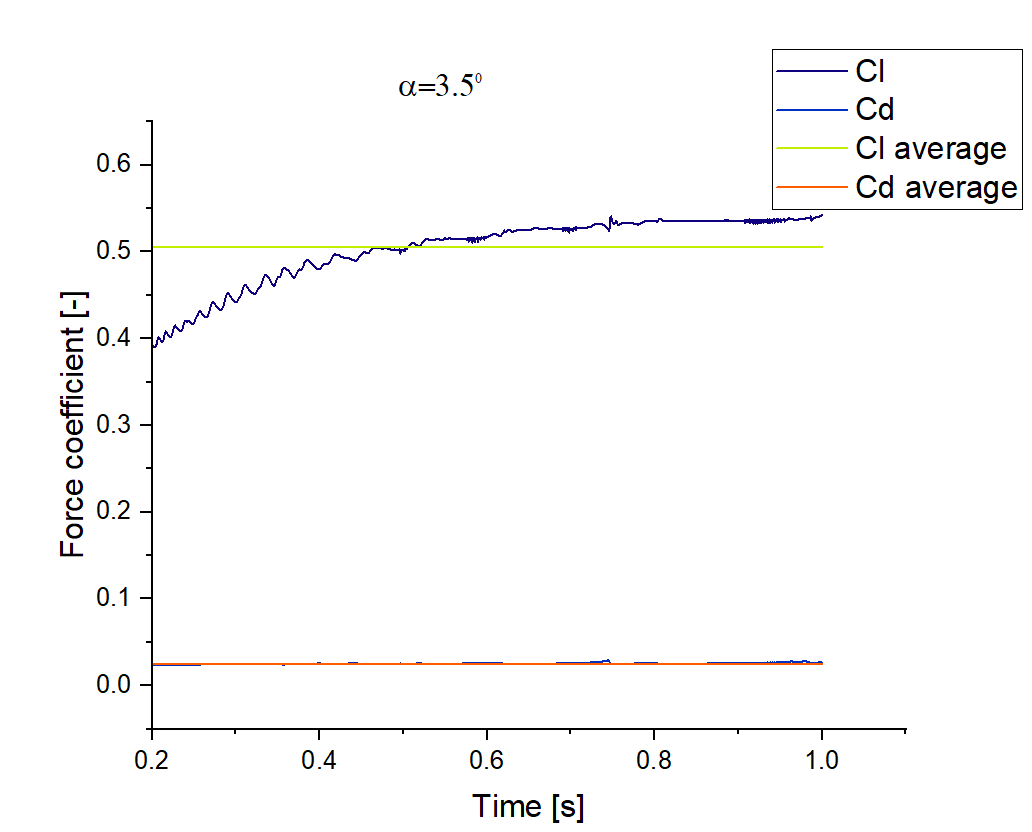 α=3.5⁰
Cl
Cd
Cl average
Cd average
0.6
0.5
0.4
0.3
0.2
0.1
0.0
Force coefficient [-]
0.2 0.4 0.6 0.8 1.0
Time [s]